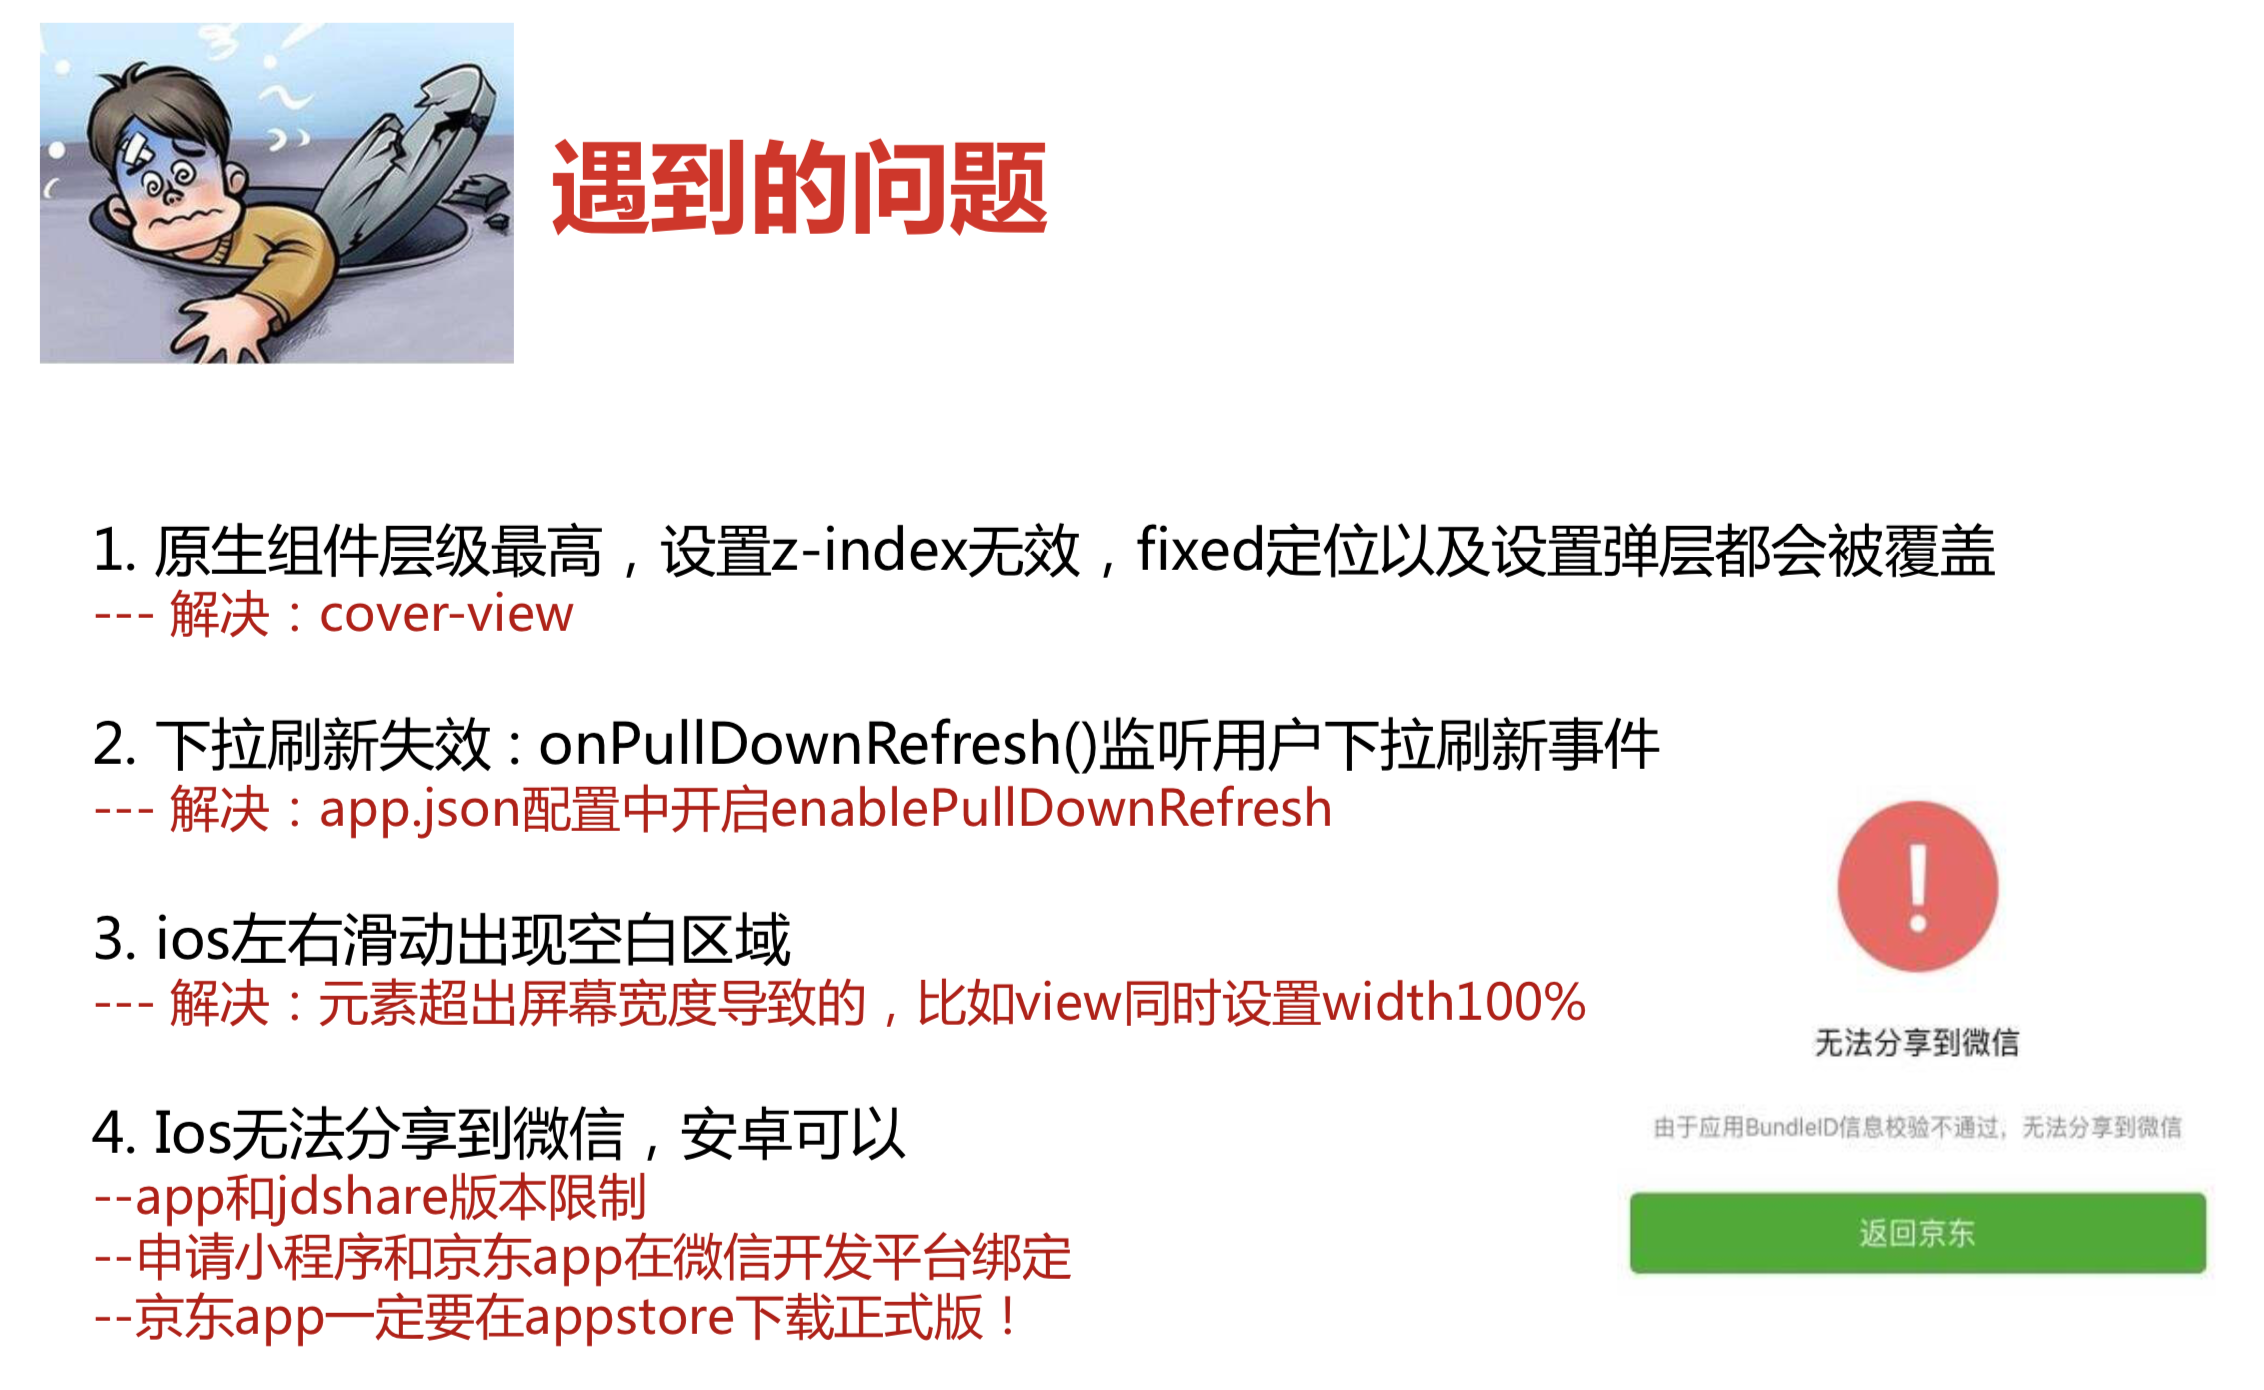 遇到的问题
1. 原生组件层级最高，设置z-index无效，fixed定位以及设置弹层都会被覆盖
--- 解决：cover-view
2. 下拉刷新失效：onPullDownRefresh()监听用户下拉刷新事件
--- 解决：app.json配置中开启enablePullDownRefresh
3. ios左右滑动出现空白区域
--- 解决：元素超出屏幕宽度导致的，比如view同时设置width100%
4. Ios无法分享到微信，安卓可以
--app和jdshare版本限制
--申请小程序和京东app在微信开发平台绑定
--京东app一定要在appstore下载正式版！
无法分享到微信
由于应用BundleID信息校验不通过，无法分享到微信
返回京东